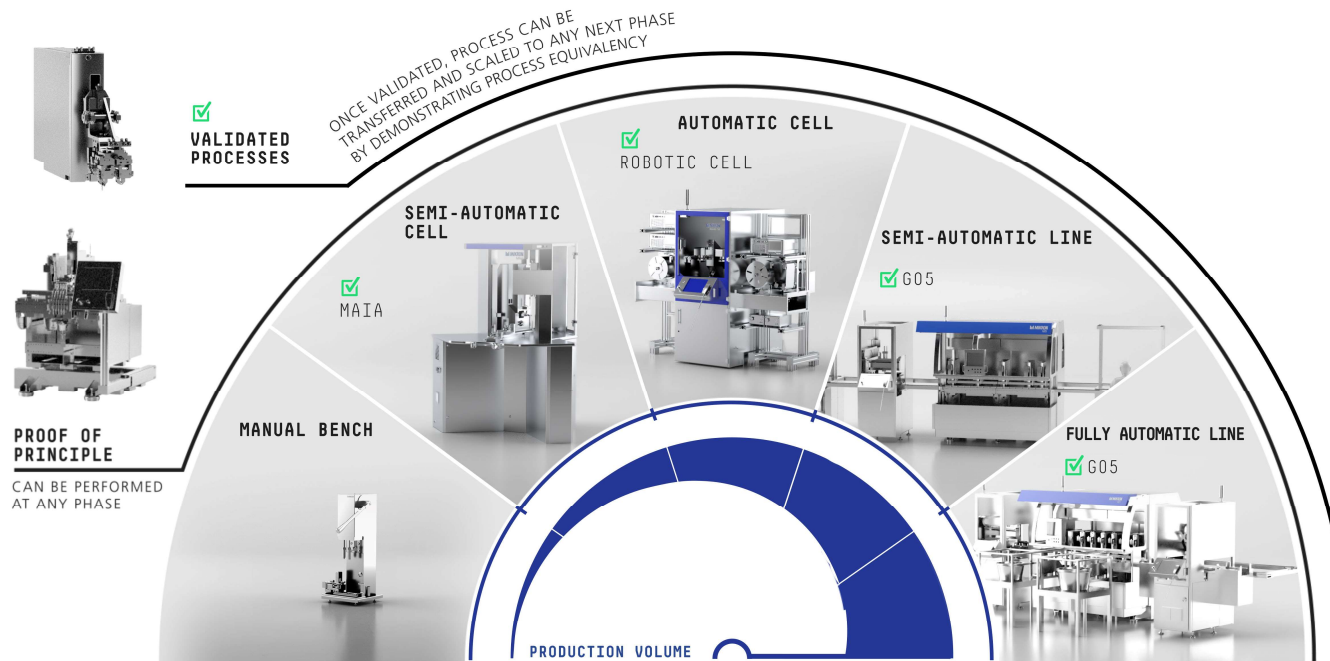 ONCE VALIDATED, PROCESS CAN BE
TRANSFERRED AND SCALED TO ANY NEXT PHASE
BY DEMONSTRATING PROCESS EQUIVALENCY
VALIDATED
PROCESSES
PROOF OF
PRINCIPLE
CAN BE PERFORMED
AT ANY PHASE
MANUAL BENCH
SEMI-AUTOMATIC
CELL
MAIA
AUTOMATIC CELL
ROBOTIC CELL
SEMI-AUTOMATIC LINE
G05
FULLY AUTOMATIC LINE
G05
PRODUCTION VOLUME